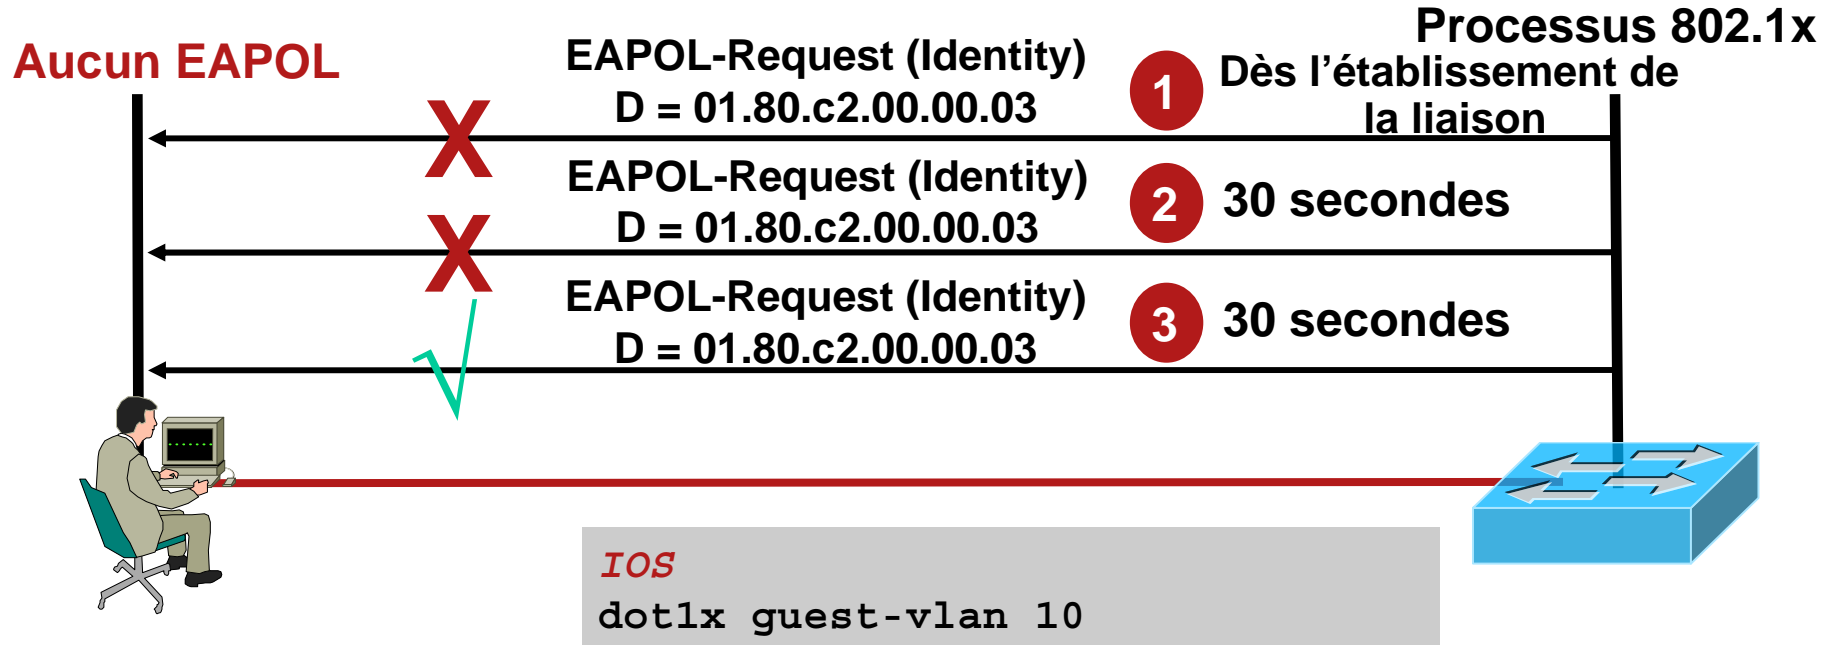 Processus 802.1x
Aucun EAPOL
EAPOL-Request (Identity)
D = 01.80.c2.00.00.03
1
Dès l’établissement de
la liaison
X
EAPOL-Request (Identity)
D = 01.80.c2.00.00.03
2
30 secondes
X
EAPOL-Request (Identity)
D = 01.80.c2.00.00.03
3
30 secondes
IOS
dot1x guest-vlan 10